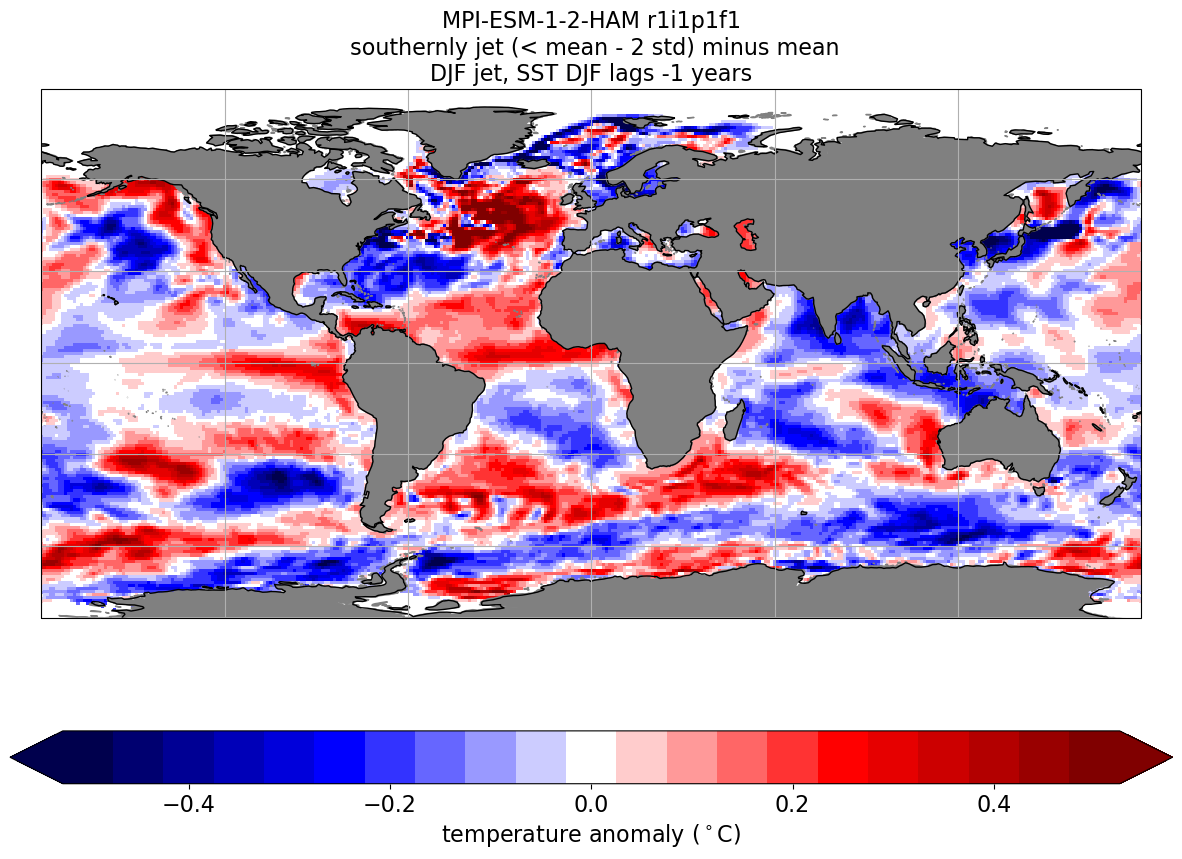 MPI-ESM-1-2-HAM r1i1p1f1
southernly jet (< mean - 2 std) minus mean
DJF jet, SST DJF lags -1 years
−0.4 −0.2 0.0 0.2 0.4
temperature anomaly (°C)